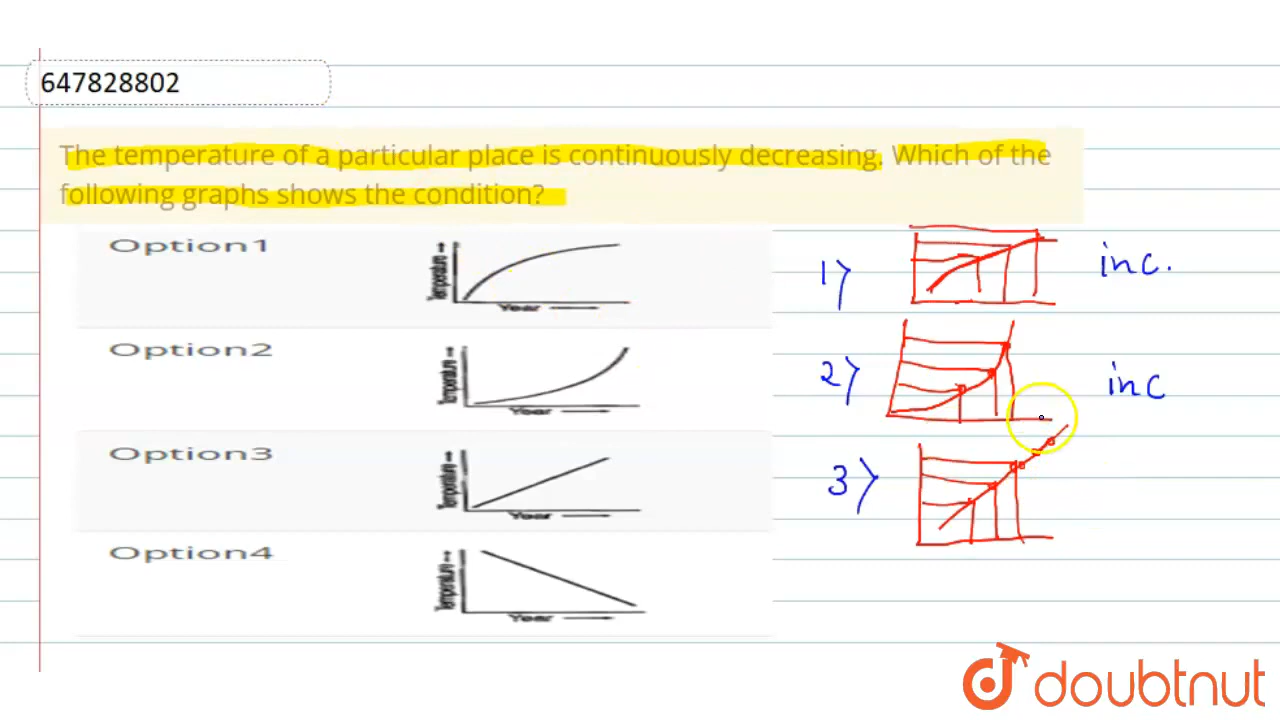 647828802
The temperature of a particular place is continuously decreasing. Which of the
following graphs shows the condition?
Option1
Temperature →
Year →
Option2
Temperature →
Year →
Option3
Temperature →
Year →
Option4
Temperature →
Year →
1) inc.
2) inc
3)
doubtnut